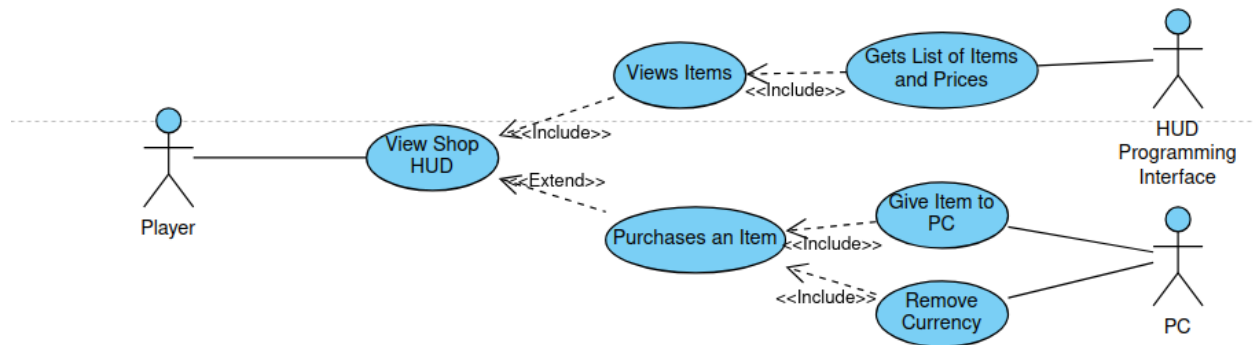 Gets List of Items
and Prices
Views Items
<<Include>>
<<Include>>
HUD
Programming
Interface
View Shop
HUD
<<Extend>>
Player
Give Item to
PC
Purchases an Item
<<Include>>
<<Include>>
Remove
Currency
PC